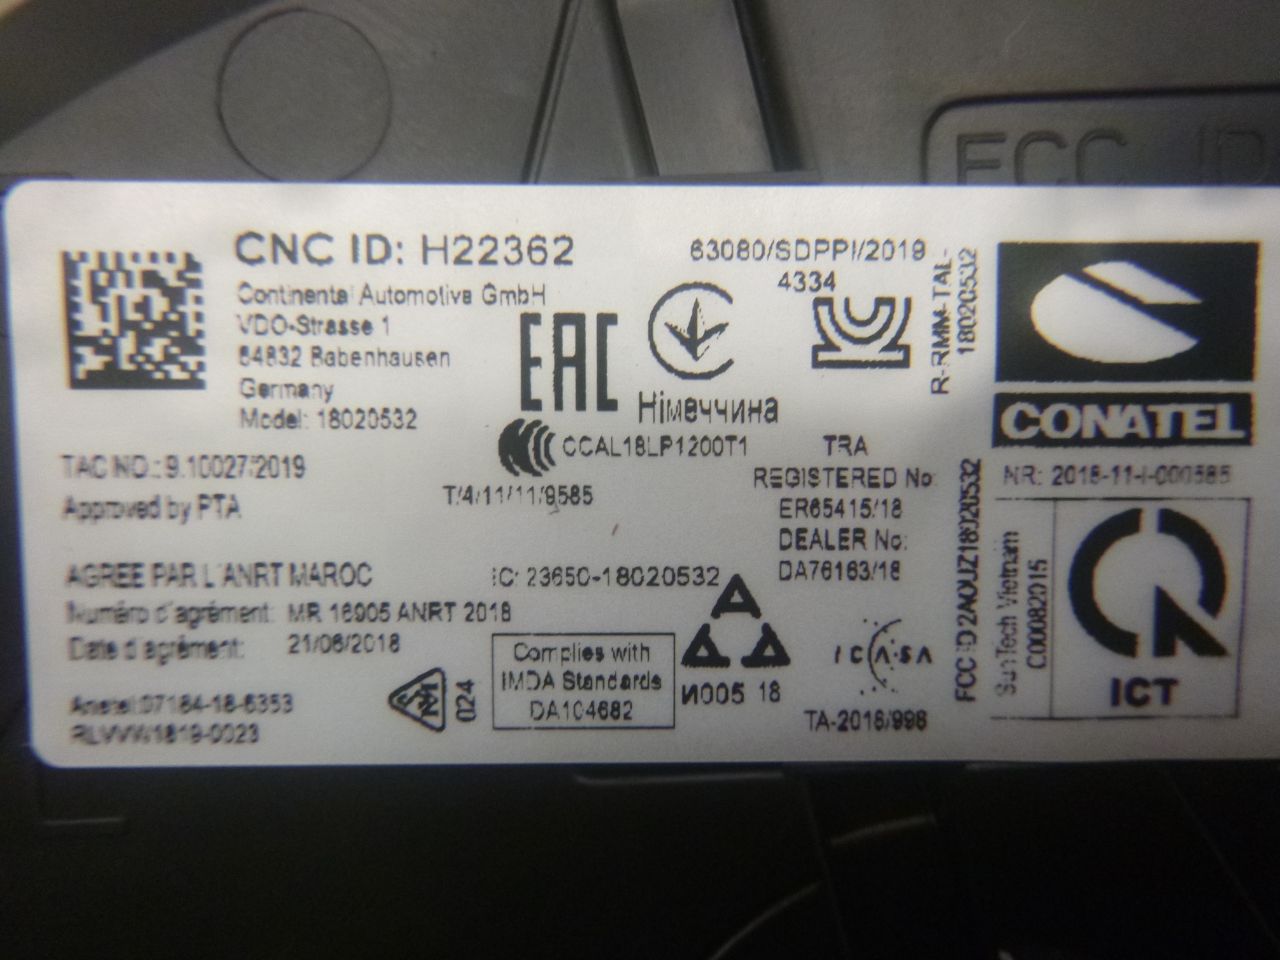 FCC ID
CNC ID: H22362
Continental Automotive GmbH
VDO-Strasse 1
64832 Babenhausen
Germany
Model: 18020532
63080/SDPPI/2019
4334
EAC
Німеччина
R-RMM-TAL-
18020532
CONATEL
NR: 2018-11-I-000585
CCAL18LP1200T1
T/4/11/11/9585
TAC NO.: 9.10027/2019
Approved by PTA
TRA
REGISTERED No:
ER65415/18
DEALER No:
DA76163/18
AGREE PAR L'ANRT MAROC
Numéro d'agrément: MR 16905 ANRT 2018
Date d'agrément: 21/06/2018
IC: 23650-18020532
Complies with
IMDA Standards
DA104682
И005 18
ICASA
TA-2018/998
024
Anatel:07184-18-6353
RLVVW1819-0023
FCC ID 2AOUZ18020532
SunTech Vietnam
C00082015
ICT